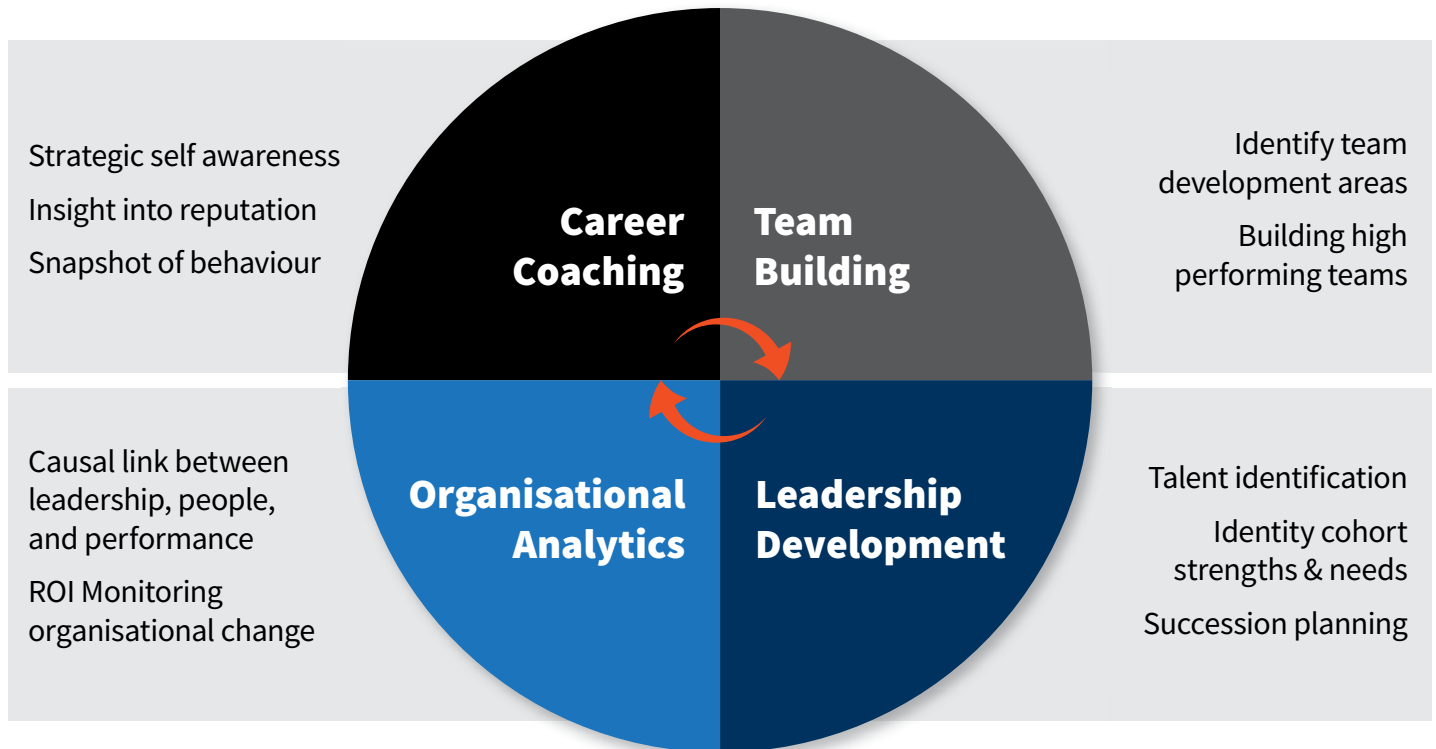 Strategic self awareness
Insight into reputation
Snapshot of behaviour
Career
Coaching
Team
Building
Identify team
development areas
Building high
performing teams
Causal link between
leadership, people,
and performance
ROI Monitoring
organisational change
Organisational
Analytics
Leadership
Development
Talent identification
Identity cohort
strengths & needs
Succession planning